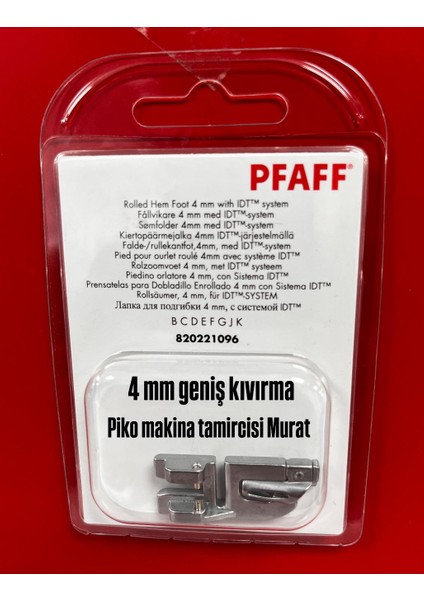 PFAFF®
Rolled Hem Foot 4 mm with IDT™ system
Fållvikare 4 mm med IDT™-system
Sømfolder 4 mm med IDT™-system
Kiertopäärmejalka 4mm IDT™-järjestelmällä
Falde-/rullekantfot,4mm, med IDT™-system
Pied pour ourlet roulé 4mm avec système IDT™
Rolzoomvoet 4 mm, met IDT™ systeem
Piedino orlatore 4 mm, con Sistema IDT™
Prensatelas para Dobladillo Enrollado 4 mm con Sistema IDT™
Rollsäumer, 4 mm, für IDT™-SYSTEM
Лапка для подгибки 4 мм, с системой IDT™
B C D E F G J K
820221096
4 mm geniş kıvırma
Piko makina tamircisi Murat